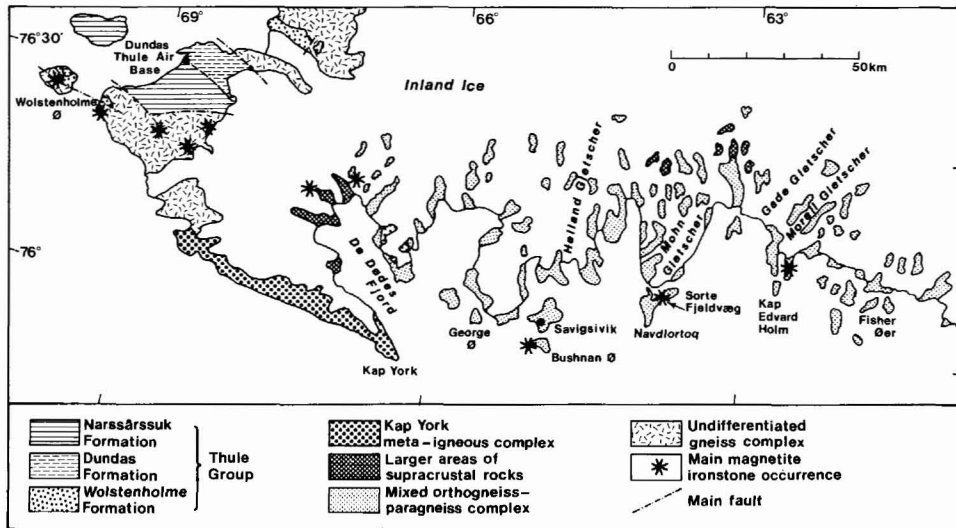 69°
66°
63°
76°30'
Dundas
Thule Air
Base
Wolstenholme
Ø
Inland Ice
0 50km
Helland Gletscher
Mohn
Gletscher
Gade Gletscher
Morell Gletscher
76°
De Dødes
Fjord
George
Ø
Savigsivik
Bushnan Ø
Sorte
Fjeldvæg
Navdlortoq
Kap
Edvard
Holm
Fisher
Øer
Kap York
Narssârssuk
Formation
Dundas
Formation
Wolstenholme
Formation
Thule
Group
Kap York
meta-igneous complex
Larger areas of
supracrustal rocks
Mixed orthogneiss–
paragneiss complex
Undifferentiated
gneiss complex
Main magnetite
ironstone occurrence
Main fault